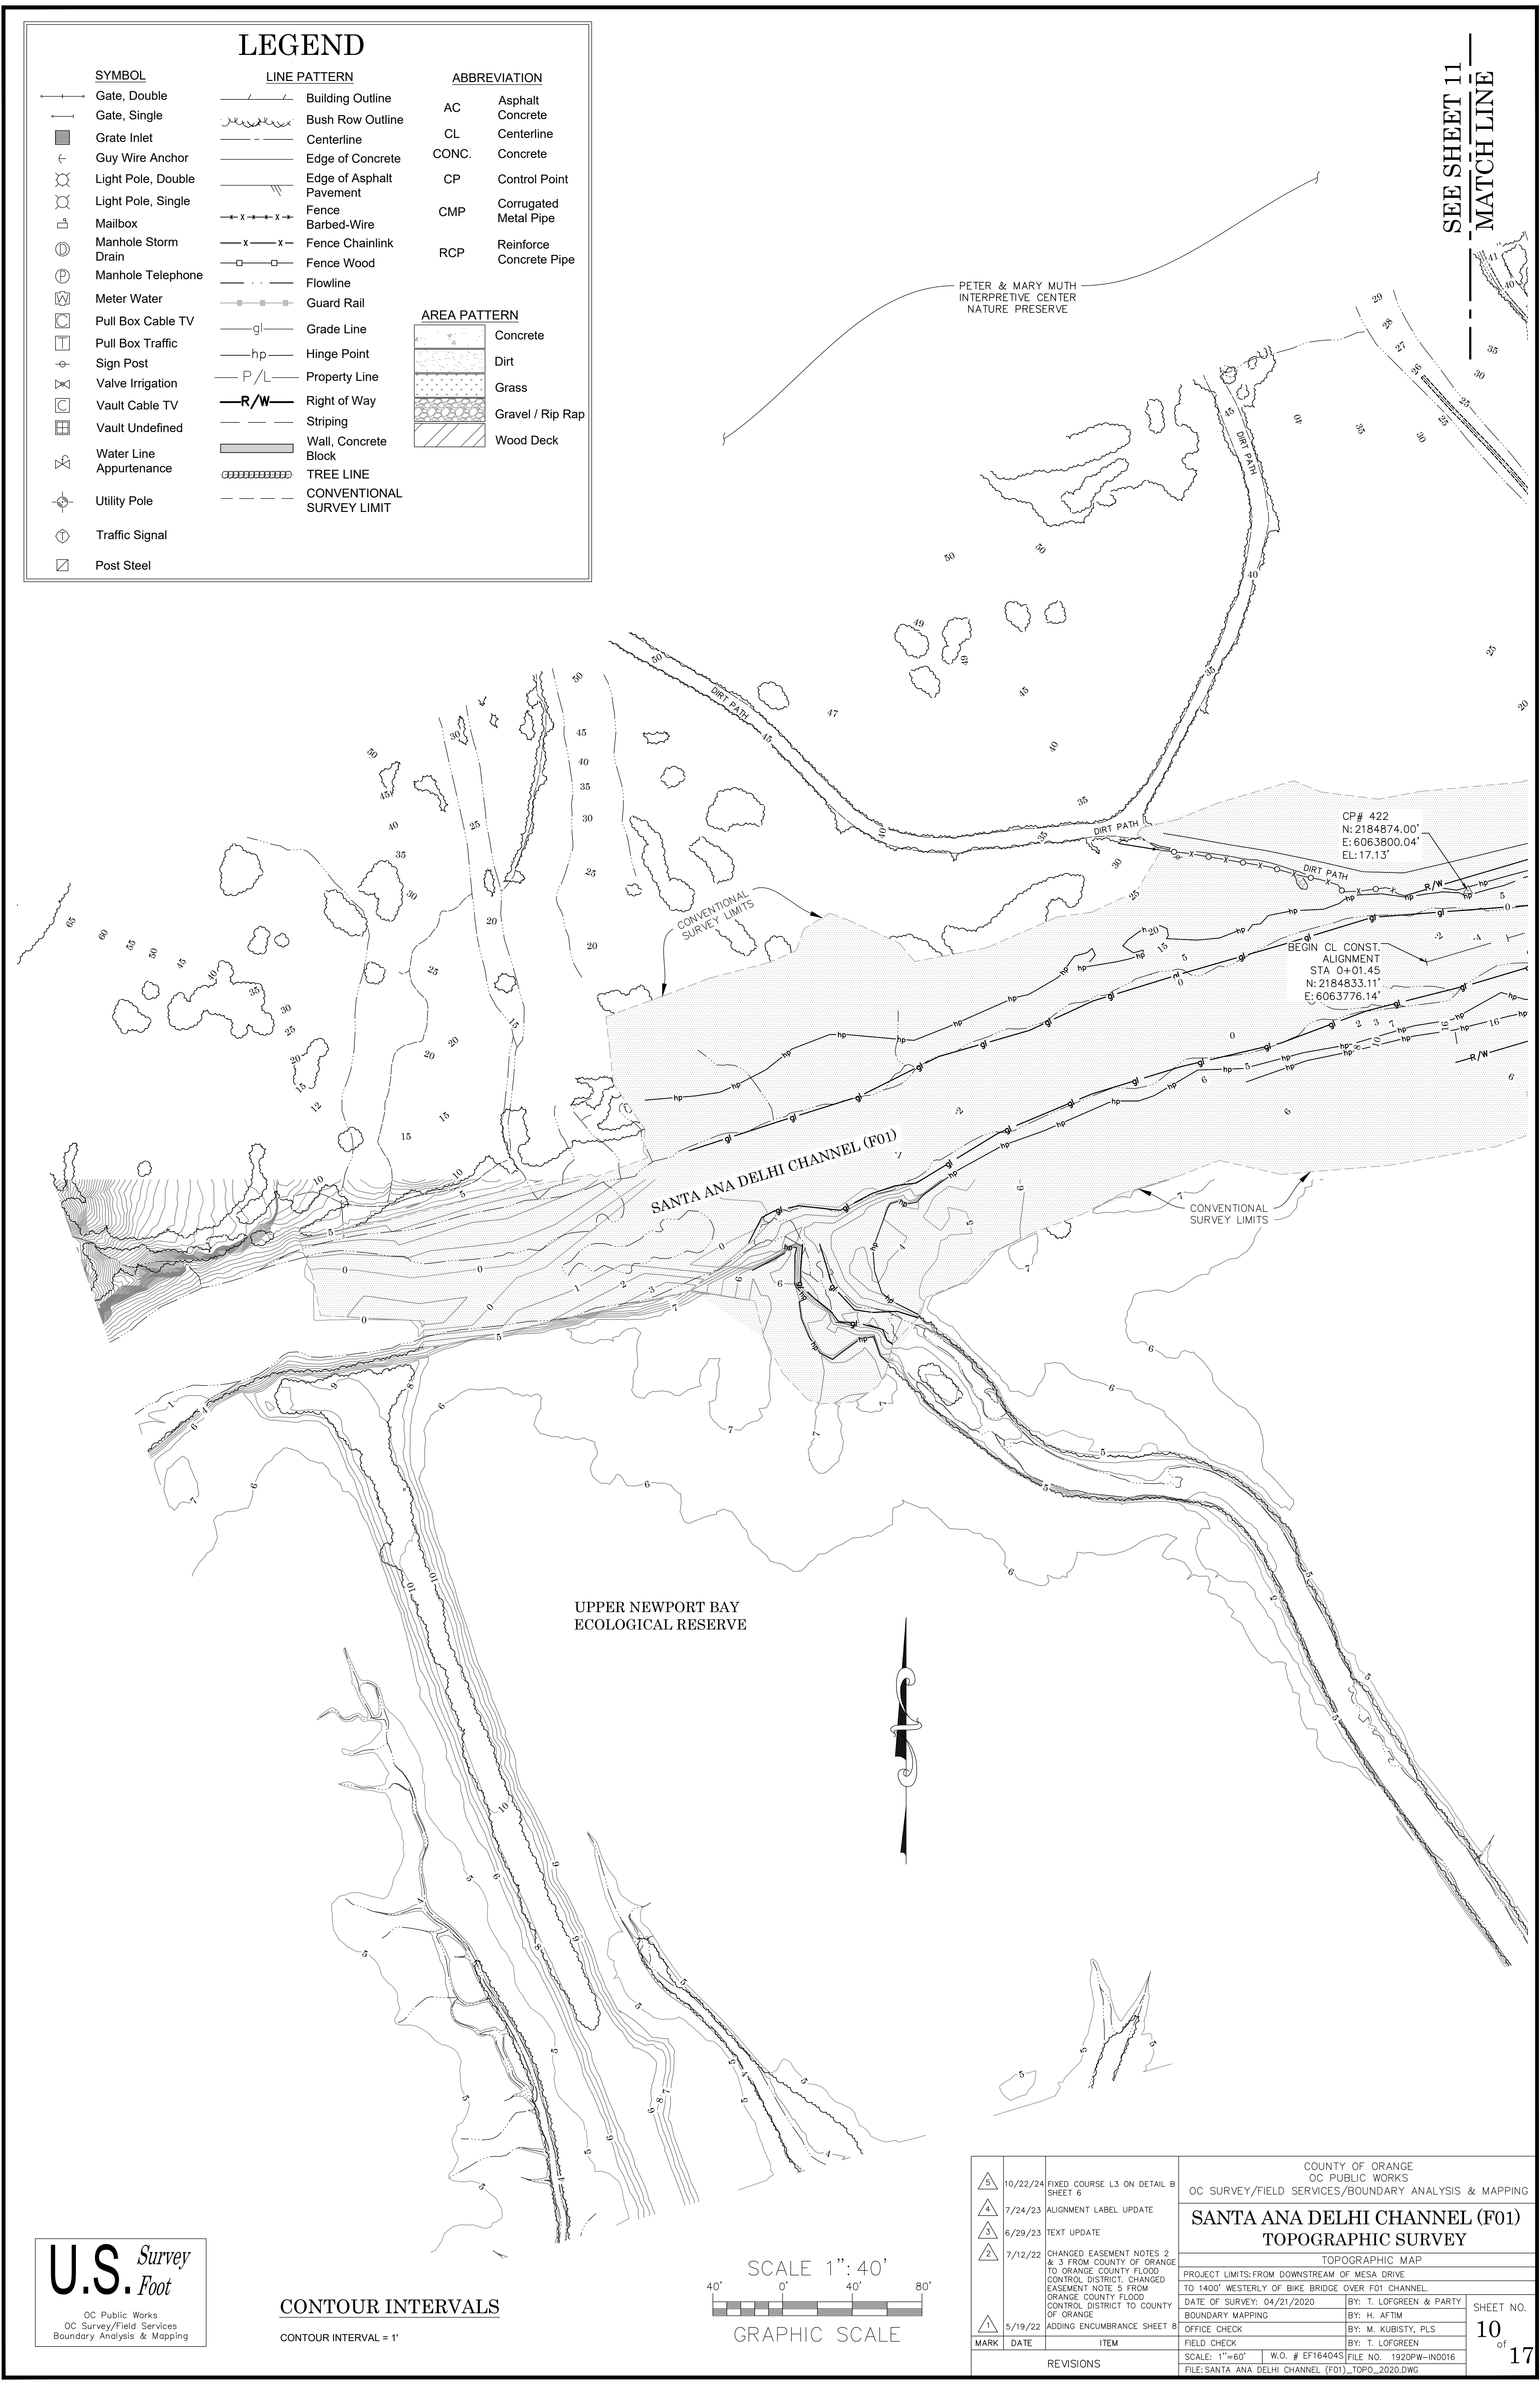 LEGEND
SYMBOL
Gate, Double
Gate, Single
Grate Inlet
Guy Wire Anchor
Light Pole, Double
Light Pole, Single
Mailbox
Manhole Storm
Drain
Manhole Telephone
Meter Water
Pull Box Cable TV
Pull Box Traffic
Sign Post
Valve Irrigation
Vault Cable TV
Vault Undefined
Water Line
Appurtenance
Utility Pole
Traffic Signal
Post Steel
LINE PATTERN
Building Outline
Bush Row Outline
Centerline
Edge of Concrete
Edge of Asphalt
Pavement
Fence
Barbed-Wire
Fence Chainlink
Fence Wood
Flowline
Guard Rail
gl Grade Line
hp Hinge Point
P/L Property Line
R/W Right of Way
Striping
Wall, Concrete
Block
TREE LINE
CONVENTIONAL
SURVEY LIMIT
ABBREVIATION
AC Asphalt
Concrete
CL Centerline
CONC. Concrete
CP Control Point
CMP Corrugated
Metal Pipe
RCP Reinforce
Concrete Pipe
AREA PATTERN
Concrete
Dirt
Grass
Gravel / Rip Rap
Wood Deck
SEE SHEET 11
MATCH LINE
PETER & MARY MUTH
INTERPRETIVE CENTER
NATURE PRESERVE
DIRT PATH
DIRT PATH
DIRT PATH
DIRT PATH
CP# 422
N: 2184874.00'
E: 6063800.04'
EL: 17.13'
R/W
CONVENTIONAL
SURVEY LIMITS
BEGIN CL CONST.
ALIGNMENT
STA 0+01.45
N: 2184833.11'
E: 6063776.14'
R/W
SANTA ANA DELHI CHANNEL (F01)
CONVENTIONAL
SURVEY LIMITS
UPPER NEWPORT BAY
ECOLOGICAL RESERVE
U.S. Survey
Foot
OC Public Works
OC Survey/Field Services
Boundary Analysis & Mapping
CONTOUR INTERVALS
CONTOUR INTERVAL = 1'
SCALE 1": 40'
40' 0' 40' 80'
GRAPHIC SCALE
5 10/22/24 FIXED COURSE L3 ON DETAIL B
SHEET 6
4 7/24/23 ALIGNMENT LABEL UPDATE
3 6/29/23 TEXT UPDATE
2 7/12/22 CHANGED EASEMENT NOTES 2
& 3 FROM COUNTY OF ORANGE
TO ORANGE COUNTY FLOOD
CONTROL DISTRICT. CHANGED
EASEMENT NOTE 5 FROM
ORANGE COUNTY FLOOD
CONTROL DISTRICT TO COUNTY
OF ORANGE
1 5/19/22 ADDING ENCUMBRANCE SHEET 8
MARK DATE ITEM
REVISIONS
COUNTY OF ORANGE
OC PUBLIC WORKS
OC SURVEY/FIELD SERVICES/BOUNDARY ANALYSIS & MAPPING
SANTA ANA DELHI CHANNEL (F01)
TOPOGRAPHIC SURVEY
TOPOGRAPHIC MAP
PROJECT LIMITS: FROM DOWNSTREAM OF MESA DRIVE
TO 1400' WESTERLY OF BIKE BRIDGE OVER F01 CHANNEL.
DATE OF SURVEY: 04/21/2020 BY: T. LOFGREEN & PARTY
BOUNDARY MAPPING BY: H. AFTIM
OFFICE CHECK BY: M. KUBISTY, PLS
FIELD CHECK BY: T. LOFGREEN
SCALE: 1"=60' W.O. # EF16404S FILE NO. 1920PW-IN0016
FILE: SANTA ANA DELHI CHANNEL (F01)_TOPO_2020.DWG
SHEET NO.
10 of 17